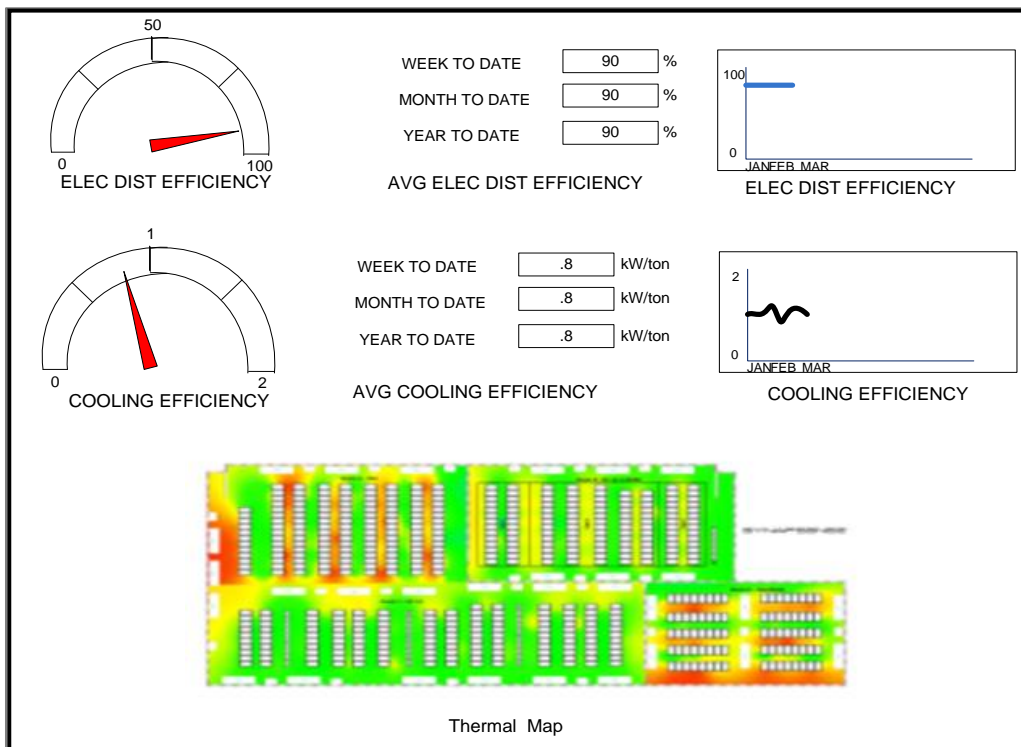 50
0
100
ELEC DIST EFFICIENCY
WEEK TO DATE 90 %
MONTH TO DATE 90 %
YEAR TO DATE 90 %
AVG ELEC DIST EFFICIENCY
100
0
JANFEB MAR
ELEC DIST EFFICIENCY
1
0
2
COOLING EFFICIENCY
WEEK TO DATE .8 kW/ton
MONTH TO DATE .8 kW/ton
YEAR TO DATE .8 kW/ton
AVG COOLING EFFICIENCY
2
0
JANFEB MAR
COOLING EFFICIENCY
Thermal Map